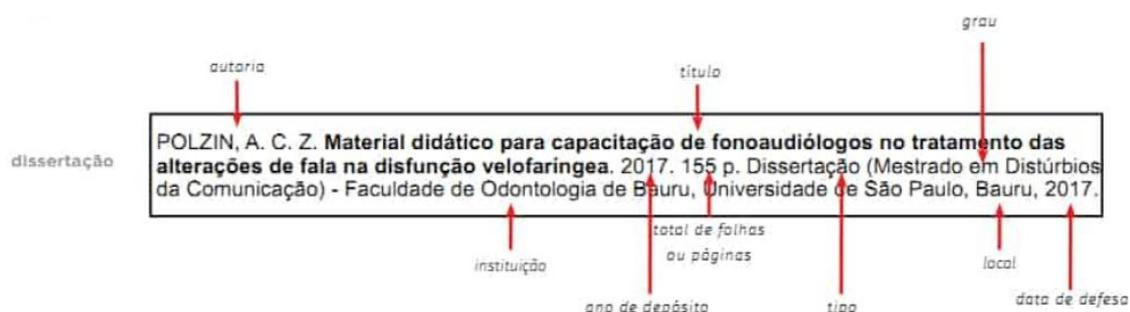 grau
autoria
título
dissertação
POLZIN, A. C. Z. Material didático para capacitação de fonoaudiólogos no tratamento das
alterações de fala na disfunção velofaríngea. 2017. 155 p. Dissertação (Mestrado em Distúrbios
da Comunicação) - Faculdade de Odontologia de Bauru, Universidade de São Paulo, Bauru, 2017.
total de folhas
ou páginas
instituição
local
ano de depósito
tipo
data de defesa